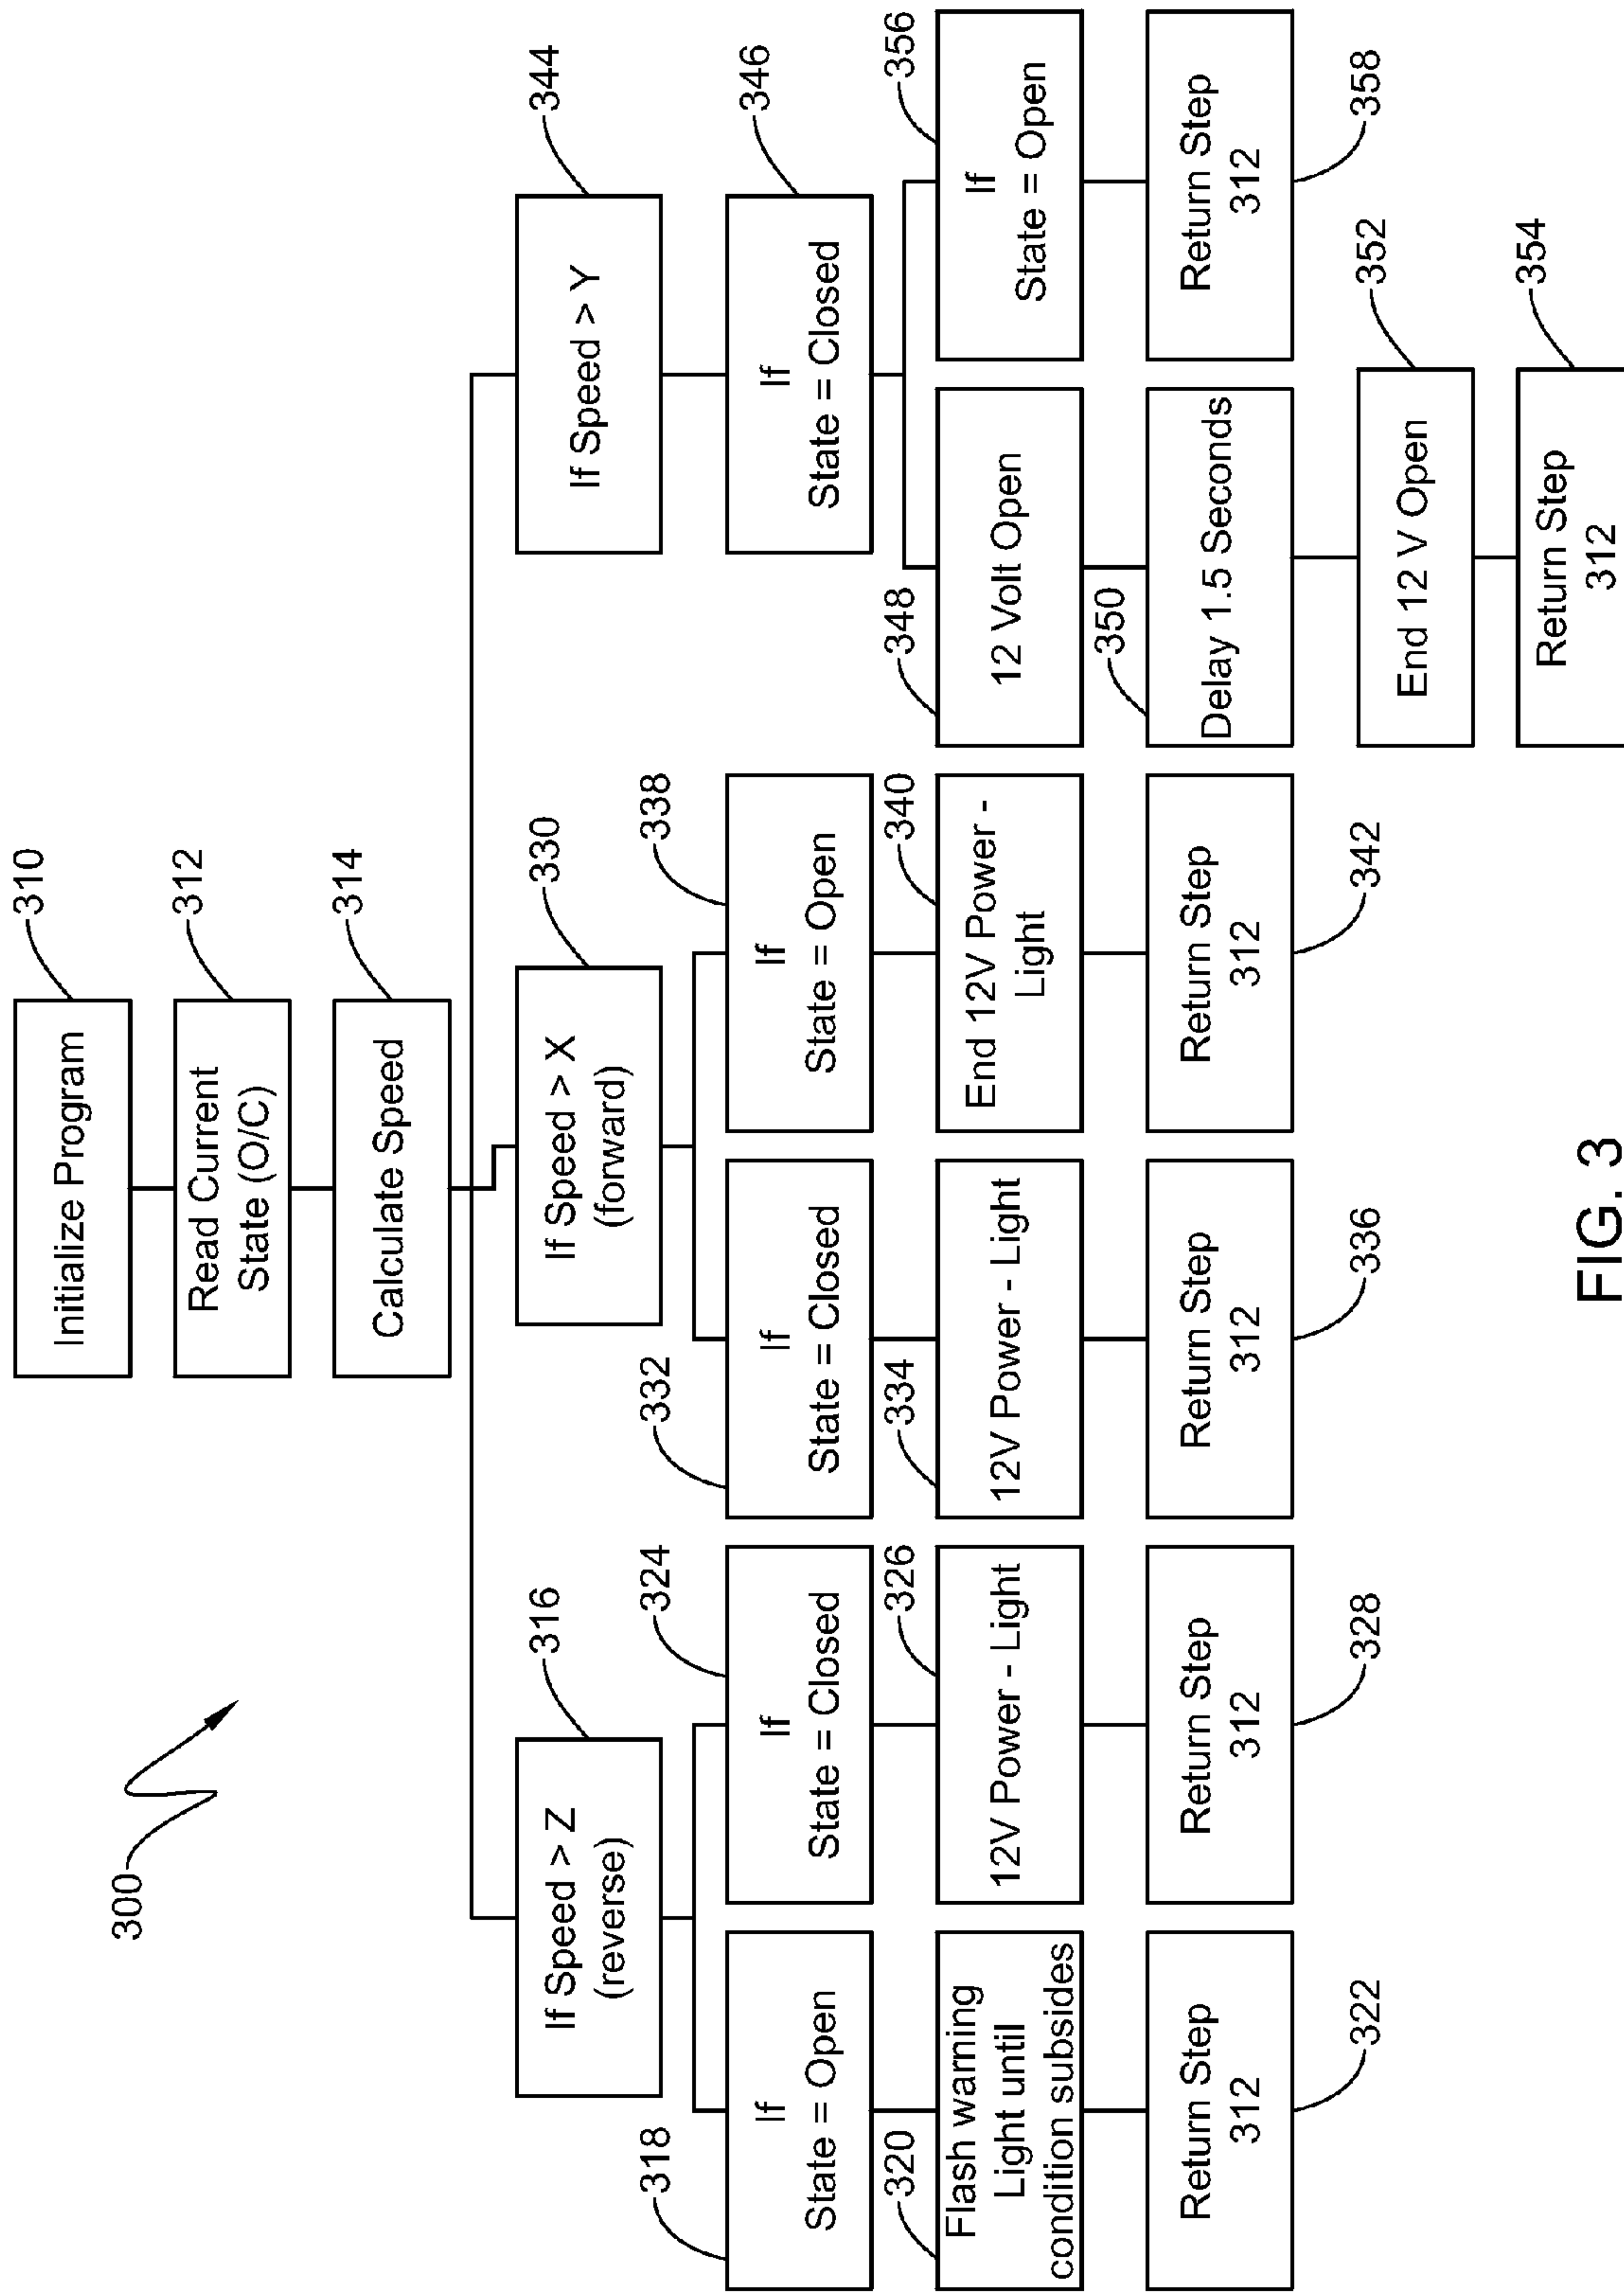 300
Initialize Program
310
Read Current
State (O/C)
312
Calculate Speed
314
If Speed > Z
(reverse)
316
If Speed > X
(forward)
330
If Speed > Y
344
If
State = Open
318
If
State = Closed
324
If
State = Closed
332
If
State = Open
338
If
State = Closed
346
Flash warning
Light until
condition subsides
320
12V Power - Light
326
12V Power - Light
334
End 12V Power -
Light
340
12 Volt Open
348
If
State = Open
356
Return Step
312
322
Return Step
312
328
Return Step
312
336
Return Step
312
342
Delay 1.5 Seconds
350
Return Step
312
358
End 12 V Open
352
Return Step
312
354
FIG. 3